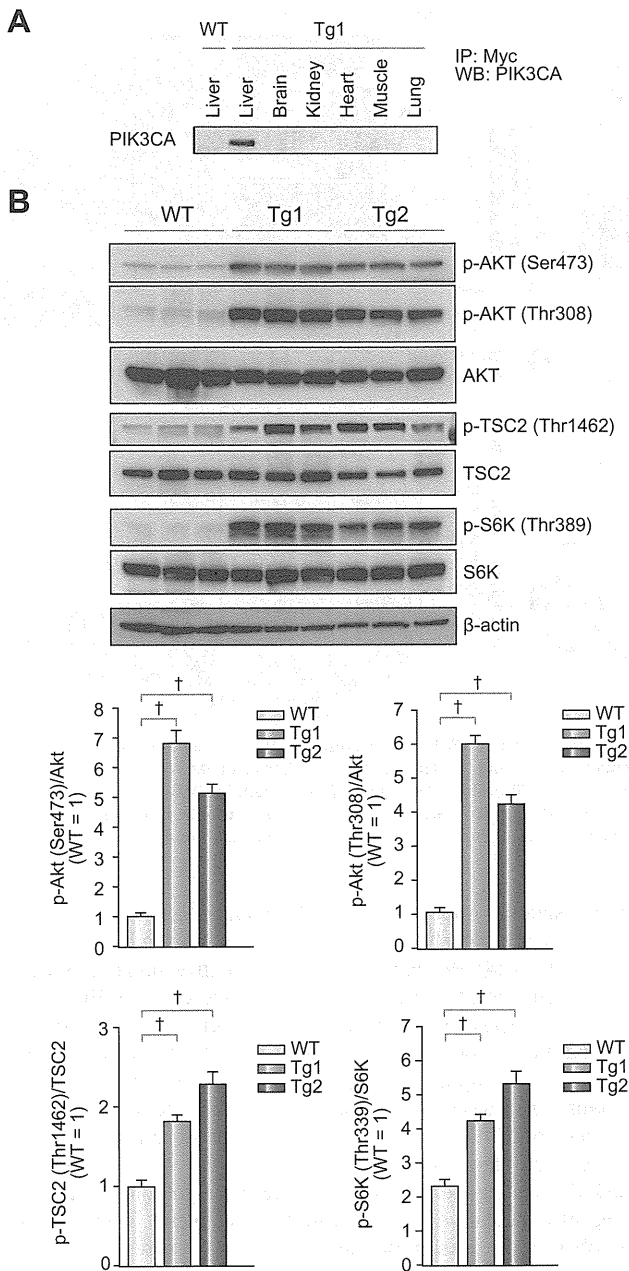 A
WT Tg1
Liver Liver Brain Kidney Heart Muscle Lung
IP: Myc
WB: PIK3CA
PIK3CA
B
WT Tg1 Tg2
p-AKT (Ser473)
p-AKT (Thr308)
AKT
p-TSC2 (Thr1462)
TSC2
p-S6K (Thr389)
S6K
β-actin
p-Akt (Ser473)/Akt
(WT = 1)
8
7
6
5
4
3
2
1
0
†
†
WT
Tg1
Tg2
p-Akt (Thr308)/Akt
(WT = 1)
7
6
5
4
3
2
1
0
†
†
WT
Tg1
Tg2
p-TSC2 (Thr1462)/TSC2
(WT = 1)
3
2
1
0
†
†
WT
Tg1
Tg2
p-S6K (Thr339)/S6K
(WT = 1)
7
6
5
4
3
2
1
0
†
†
WT
Tg1
Tg2